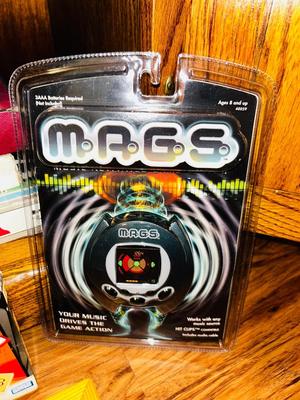 3AAA Batteries Required
(Not included)
Ages 8 and up
M.A.G.S.
M.A.G.S.
YOUR MUSIC
DRIVES THE
GAME ACTION
Works with any
music source
HIT CLIPS™ COMPATIBLE
Includes audio cable